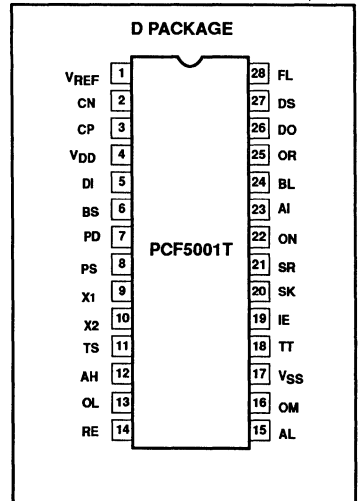 D PACKAGE
VREF 1 28 FL
CN 2 27 DS
CP 3 26 DO
VDD 4 25 OR
DI 5 24 BL
BS 6 23 AI
PD 7 22 ON
PCF5001T
PS 8 21 SR
X1 9 20 SK
X2 10 19 IE
TS 11 18 TT
AH 12 17 VSS
OL 13 16 OM
RE 14 15 AL